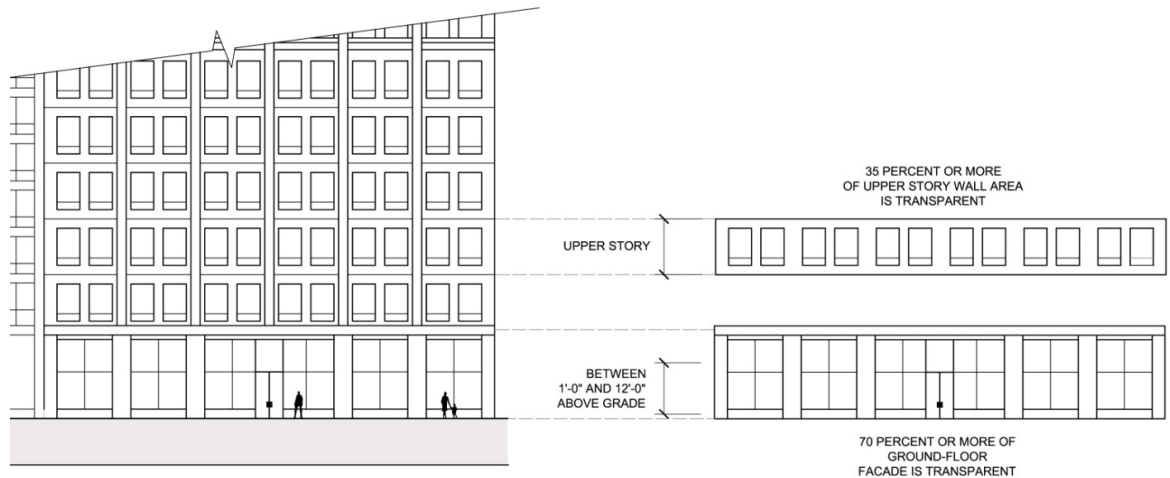 35 PERCENT OR MORE
OF UPPER STORY WALL AREA
IS TRANSPARENT
UPPER STORY
BETWEEN
1'-0" AND 12'-0"
ABOVE GRADE
70 PERCENT OR MORE OF
GROUND-FLOOR
FACADE IS TRANSPARENT